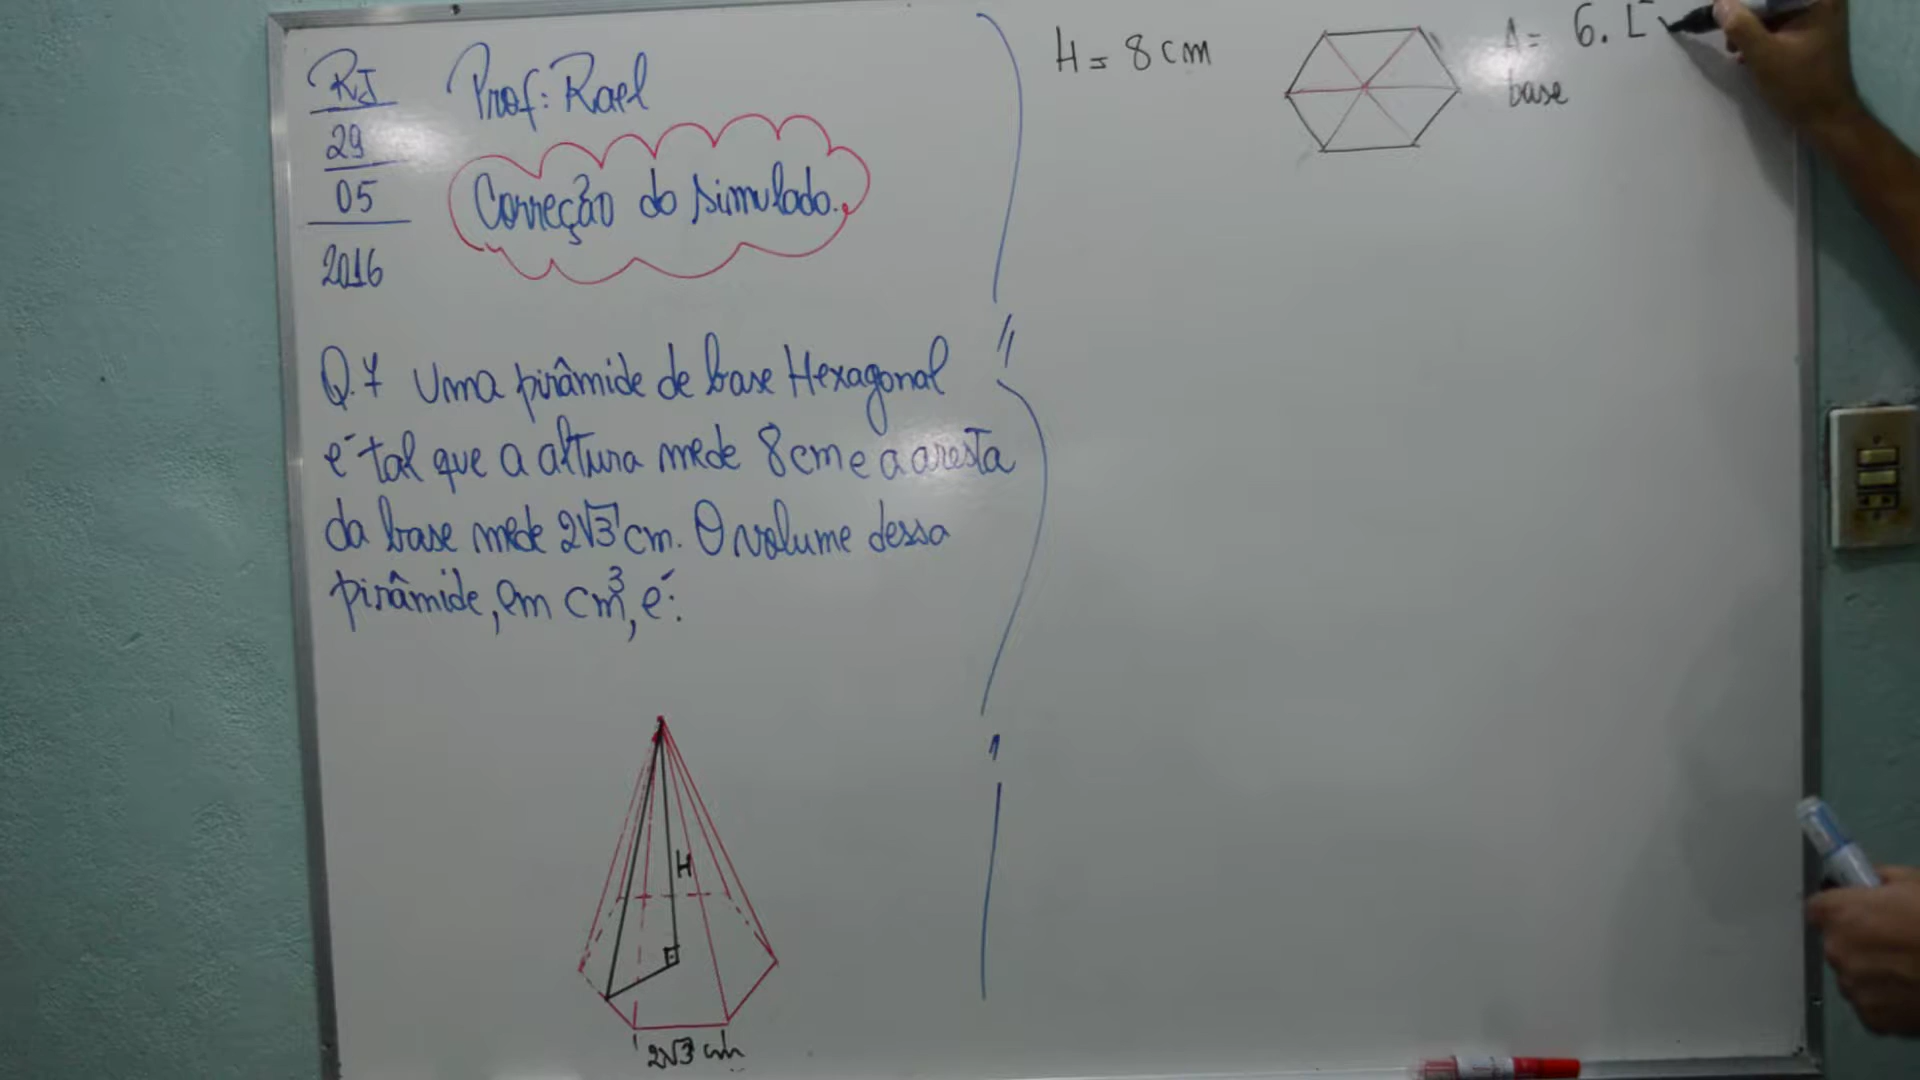 RJ
29
05
2016
Prof: Rael
Correção do simulado.
Q.7 Uma pirâmide de base Hexagonal
é tal que a altura mede 8cm e a aresta
da base mede 2√3 cm. O volume dessa
pirâmide, em cm³, é:
H
2√3 cm
H = 8 cm
A = 6. L
base